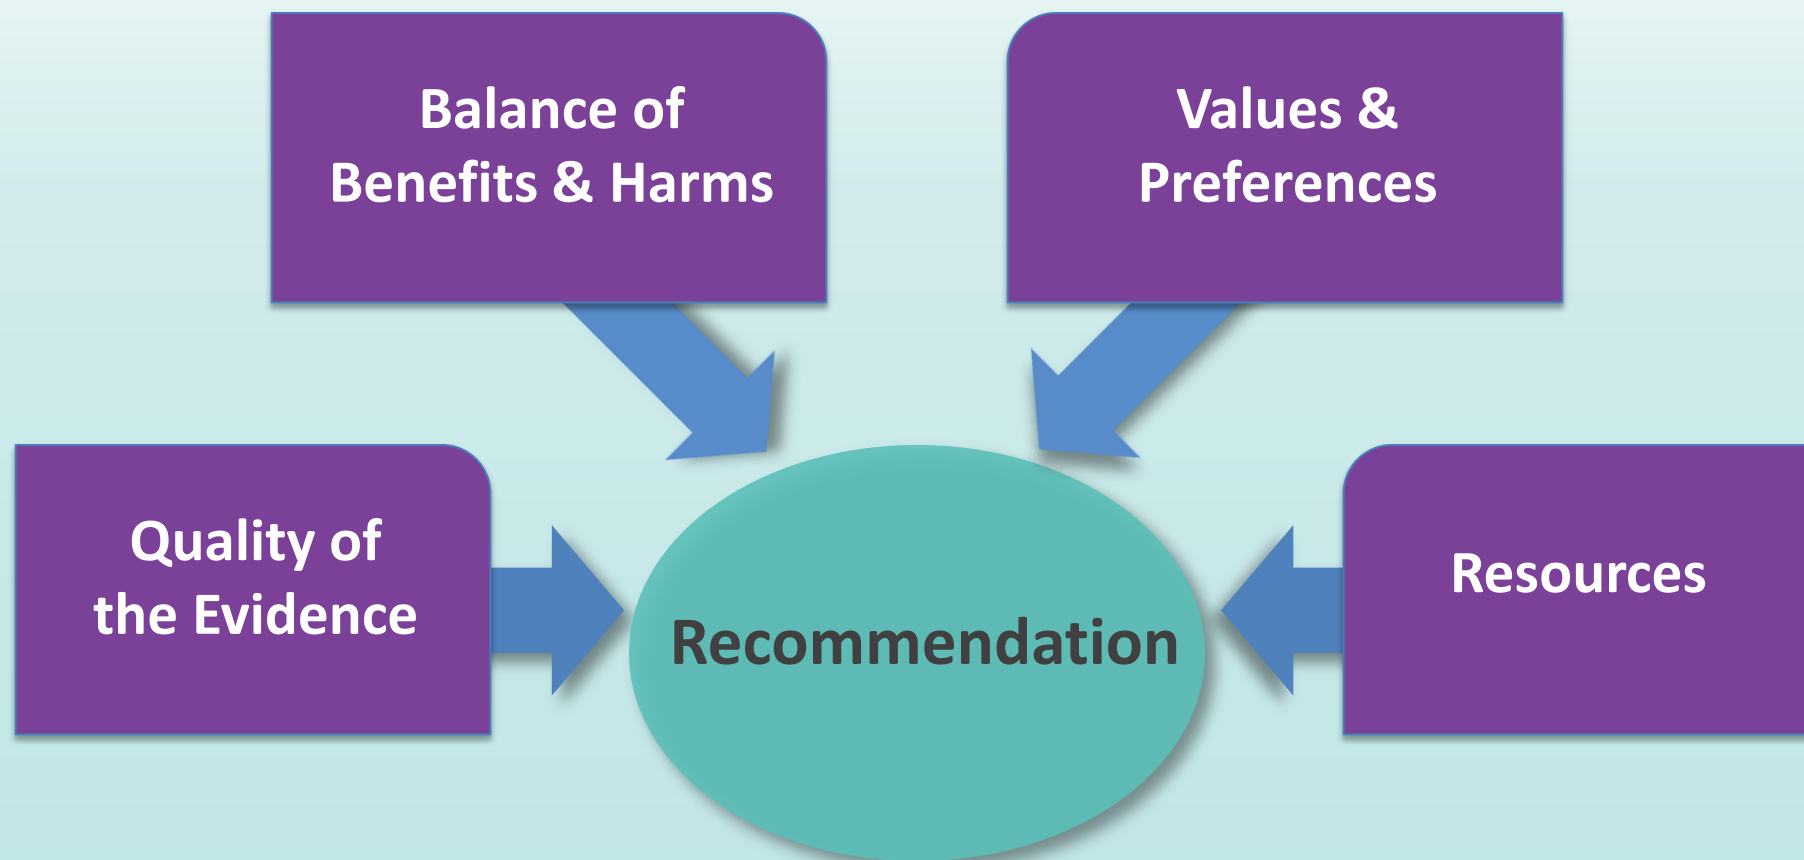 Balance of
Benefits & Harms
Values &
Preferences
Quality of
the Evidence
Recommendation
Resources